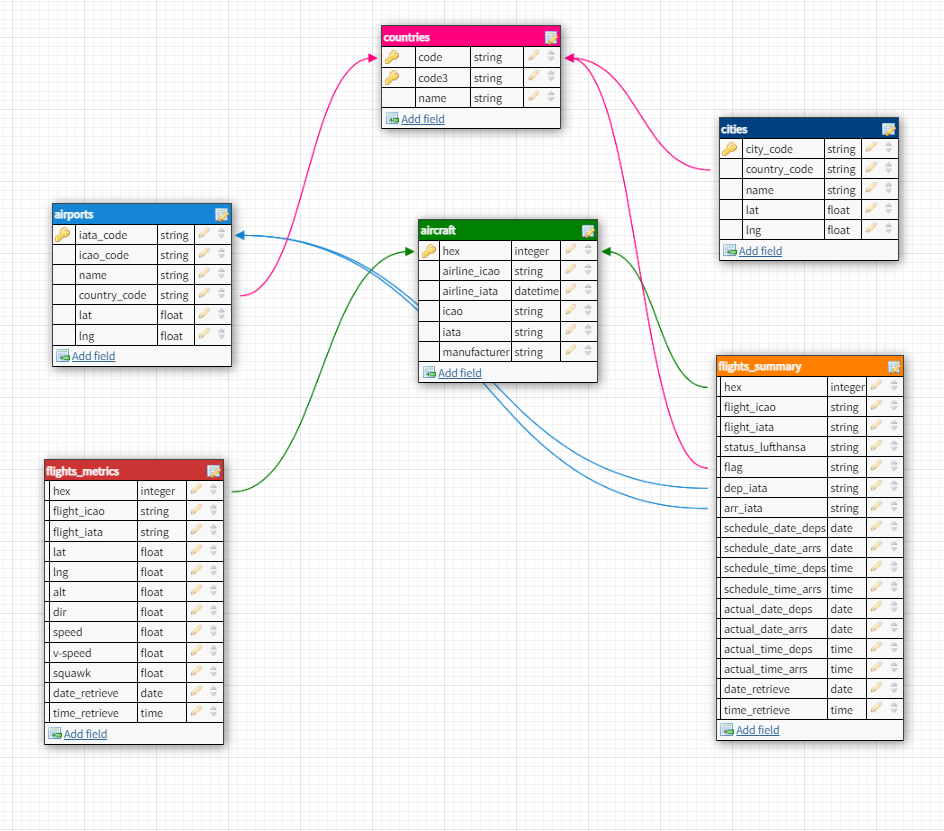 countries
code string
code3 string
name string
Add field
cities
city_code string
country_code string
name string
lat float
lng float
Add field
airports
iata_code string
icao_code string
name string
country_code string
lat float
lng float
Add field
aircraft
hex integer
airline_icao string
airline_iata datetime
icao string
iata string
manufacturer string
Add field
flights_summary
hex integer
flight_icao string
flight_iata string
status_lufthansa string
flag string
dep_iata string
arr_iata string
schedule_date_deps date
schedule_date_arrs date
schedule_time_deps time
schedule_time_arrs time
actual_date_deps date
actual_date_arrs date
actual_time_deps time
actual_time_arrs time
date_retrieve date
time_retrieve time
Add field
flights_metrics
hex integer
flight_icao string
flight_iata string
lat float
lng float
alt float
dir float
speed float
v-speed float
squawk float
date_retrieve date
time_retrieve time
Add field